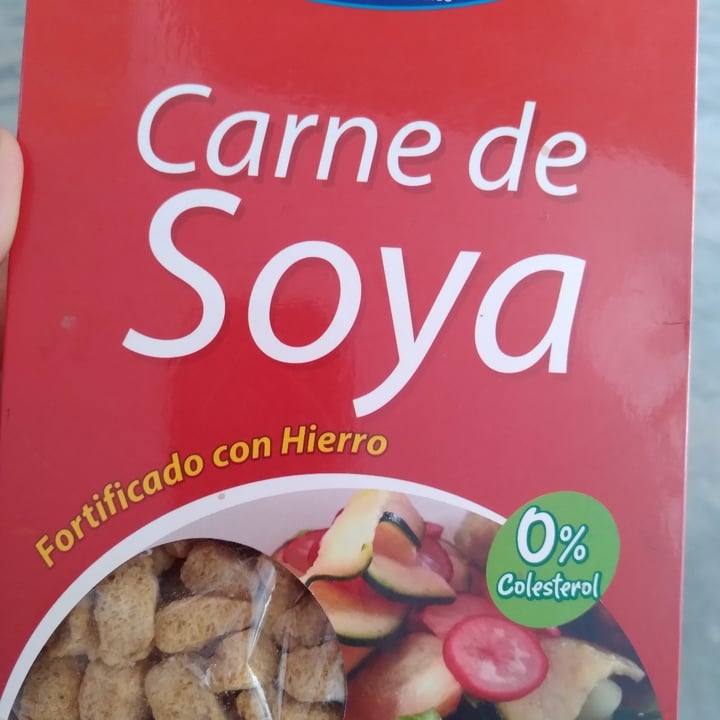 Carne de
Soya
Fortificado con Hierro
0%
Colesterol